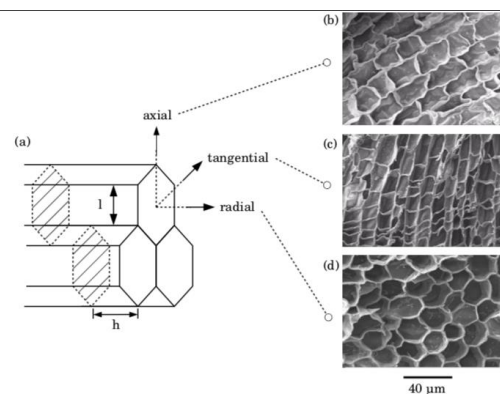 (b)
axial
(a)
(c)
tangential
l
radial
(d)
h
40 μm